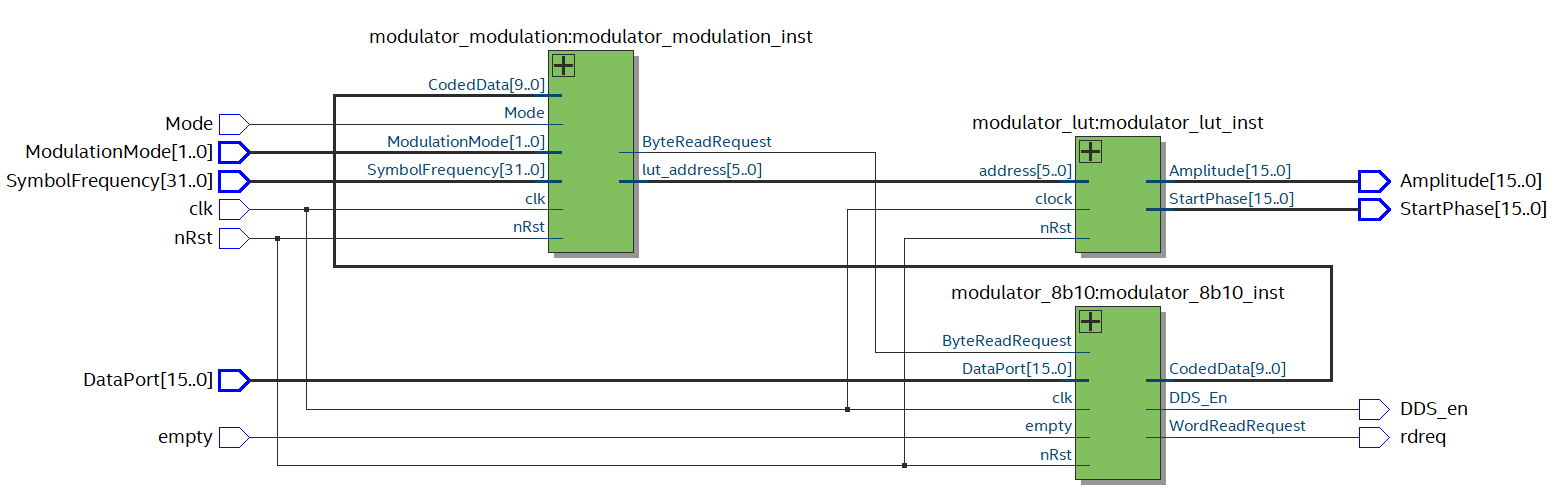 modulator_modulation:modulator_modulation_inst
CodedData[9..0]
Mode
Mode
ModulationMode[1..0]
ModulationMode[1..0]
ByteReadRequest
SymbolFrequency[31..0]
SymbolFrequency[31..0]
lut_address[5..0]
clk
clk
nRst
nRst
modulator_lut:modulator_lut_inst
address[5..0]
Amplitude[15..0]
Amplitude[15..0]
clock
StartPhase[15..0]
StartPhase[15..0]
nRst
modulator_8b10:modulator_8b10_inst
ByteReadRequest
DataPort[15..0]
DataPort[15..0]
CodedData[9..0]
clk
DDS_En
DDS_en
empty
empty
WordReadRequest
rdreq
nRst